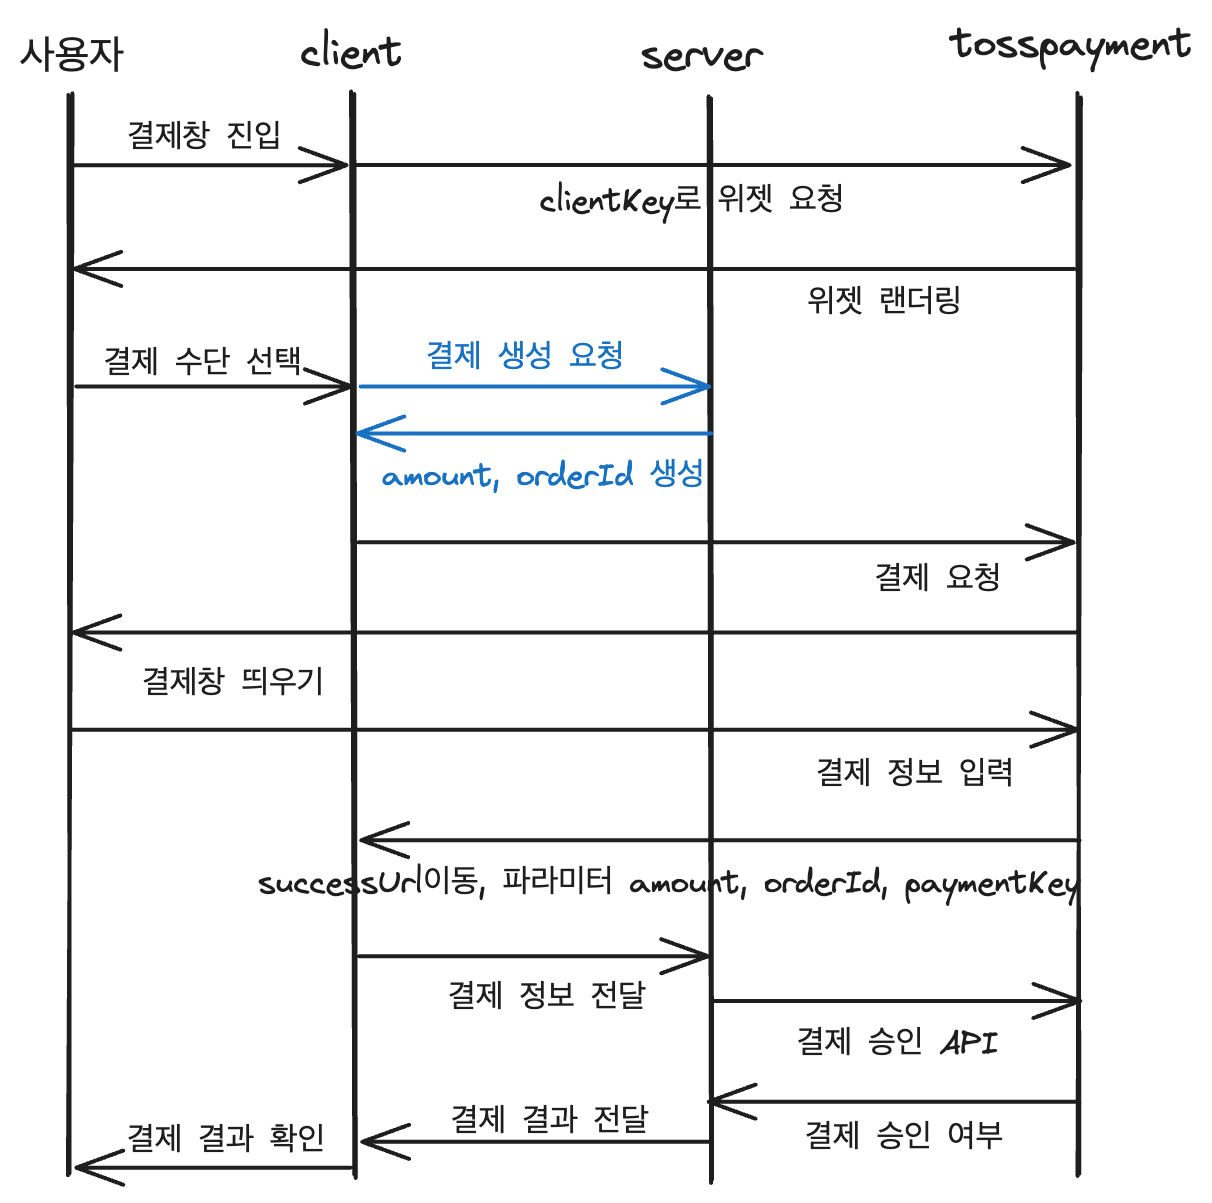 사용자
client
server
tosspayment
결제창 진입
clientKey로 위젯 요청
위젯 랜더링
결제 수단 선택
결제 생성 요청
amount, orderId 생성
결제 요청
결제창 띄우기
결제 정보 입력
successUrl이동, 파라미터 amount, orderId, paymentKey
결제 정보 전달
결제 승인 API
결제 승인 여부
결제 결과 전달
결제 결과 확인